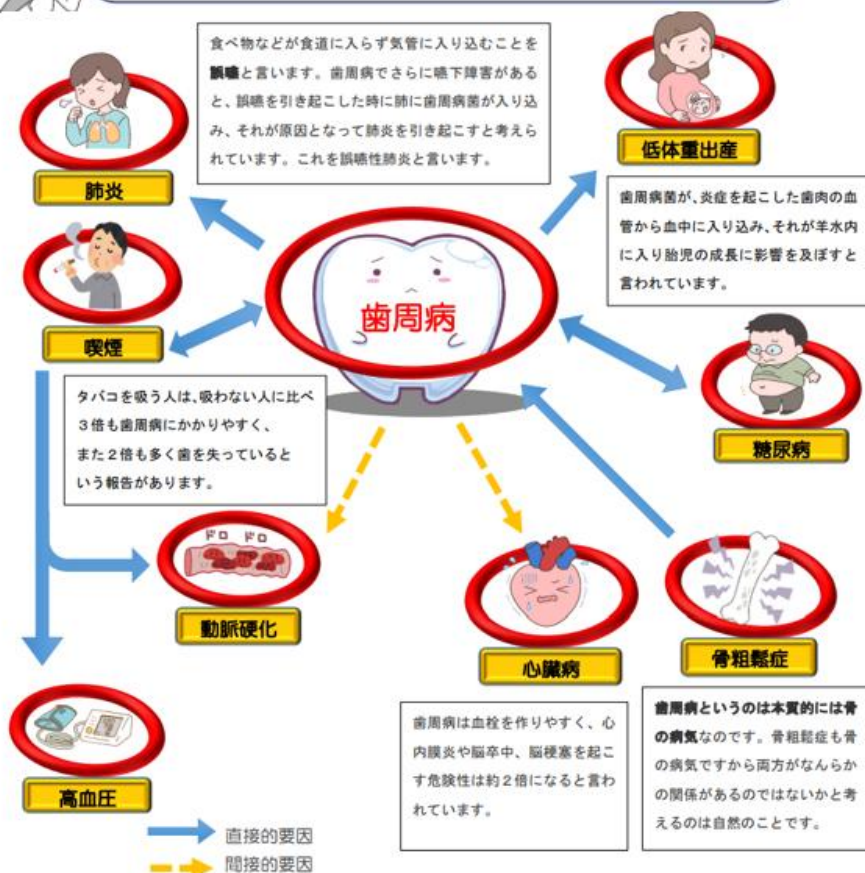 食べ物などが食道に入らず気管に入り込むことを
誤嚥と言います。歯周病でさらに嚥下障害がある
と、誤嚥を引き起こした時に肺に歯周病菌が入り込
み、それが原因となって肺炎を引き起こすと考えら
れています。これを誤嚥性肺炎と言います。
肺炎
低体重出産
歯周病菌が、炎症を起こした歯肉の血
管から血中に入り込み、それが羊水内
に入り胎児の成長に影響を及ぼすと
言われています。
歯周病
喫煙
タバコを吸う人は、吸わない人に比べ
３倍も歯周病にかかりやすく、
また２倍も多く歯を失っていると
いう報告があります。
糖尿病
ドロ ドロ
動脈硬化
心臓病
歯周病は血栓を作りやすく、心
内膜炎や脳卒中、脳梗塞を起こ
す危険性は約２倍になると言わ
れています。
骨粗鬆症
歯周病というのは本質的には骨
の病気なのです。骨粗鬆症も骨
の病気ですから両方がなんらか
の関係があるのではないかと考
えるのは自然のことです。
高血圧
直接的要因
間接的要因